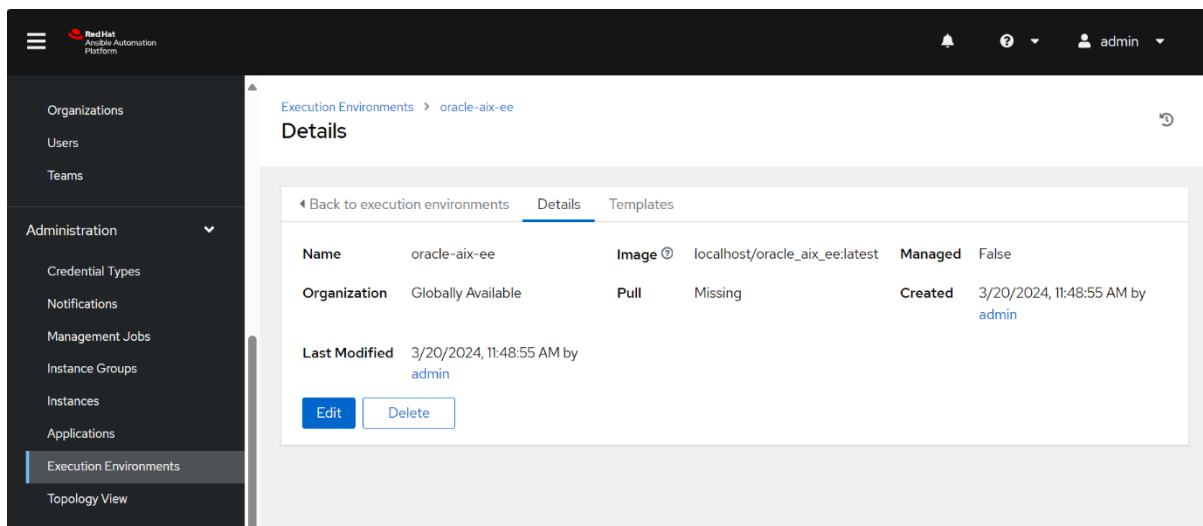 Red Hat
Ansible Automation
Platform
admin
Organizations
Users
Teams
Administration
Credential Types
Notifications
Management Jobs
Instance Groups
Instances
Applications
Execution Environments
Topology View
Execution Environments > oracle-aix-ee
Details
Back to execution environments Details Templates
Name oracle-aix-ee Image localhost/oracle_aix_ee:latest Managed False
Organization Globally Available Pull Missing Created 3/20/2024, 11:48:55 AM by
admin
Last Modified 3/20/2024, 11:48:55 AM by
admin
Edit Delete